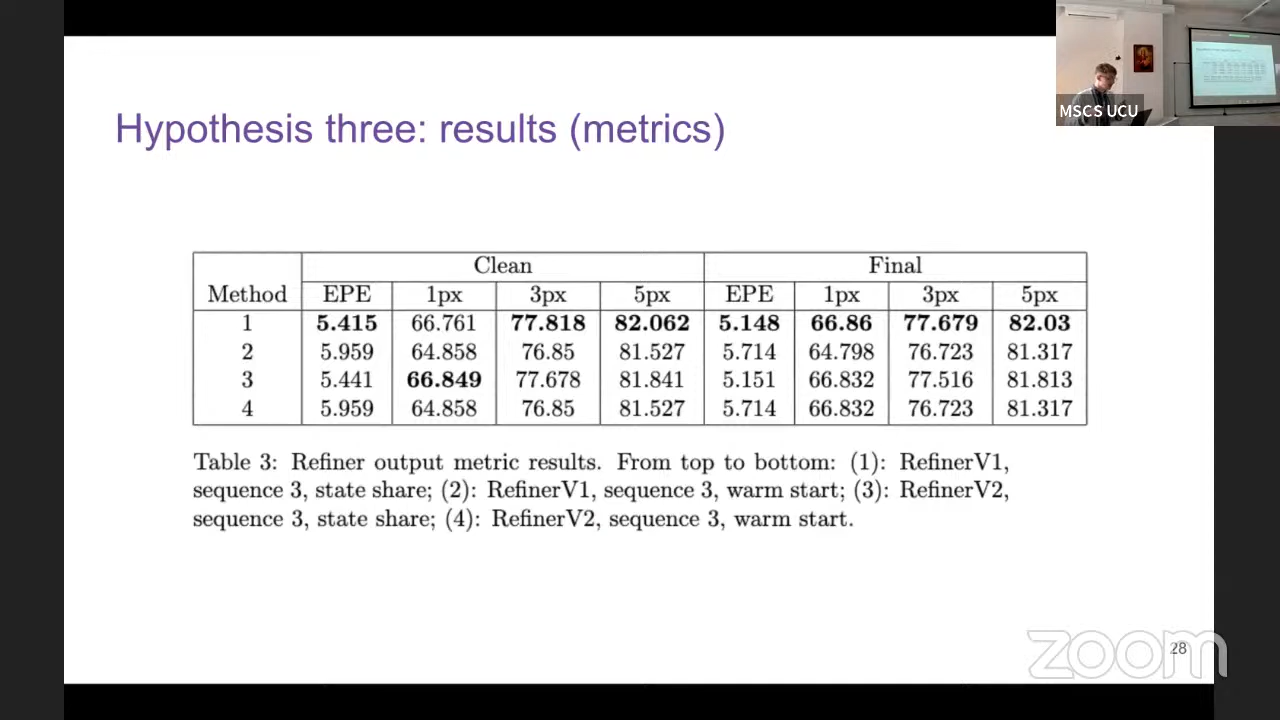 MSCS UCU
Hypothesis three: results (metrics)
Clean Final
Method EPE 1px 3px 5px EPE 1px 3px 5px
1 5.415 66.761 77.818 82.062 5.148 66.86 77.679 82.03
2 5.959 64.858 76.85 81.527 5.714 64.798 76.723 81.317
3 5.441 66.849 77.678 81.841 5.151 66.832 77.516 81.813
4 5.959 64.858 76.85 81.527 5.714 66.832 76.723 81.317
Table 3: Refiner output metric results. From top to bottom: (1): RefinerV1,
sequence 3, state share; (2): RefinerV1, sequence 3, warm start; (3): RefinerV2,
sequence 3, state share; (4): RefinerV2, sequence 3, warm start.
zoom
28